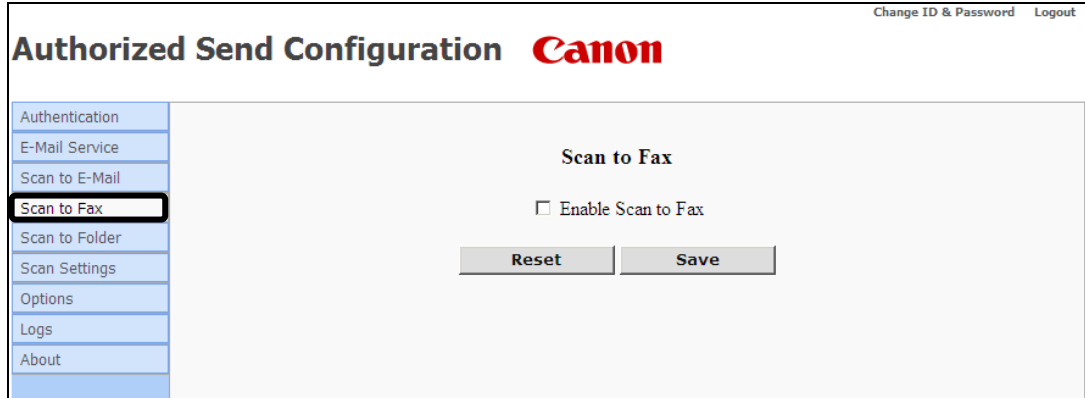 Change ID & Password Logout
Authorized Send Configuration Canon
Authentication
E-Mail Service
Scan to E-Mail
Scan to Fax
Scan to Folder
Scan Settings
Options
Logs
About
Scan to Fax
Enable Scan to Fax
Reset Save